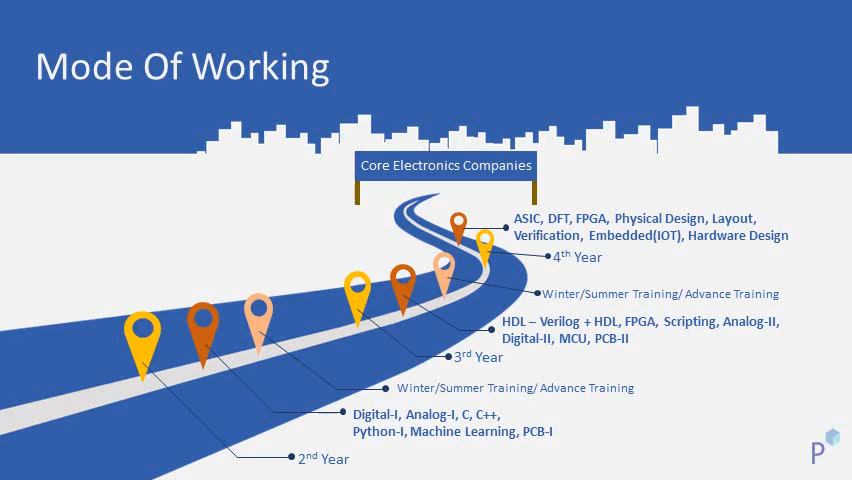 Mode Of Working
Core Electronics Companies
ASIC, DFT, FPGA, Physical Design, Layout,
Verification, Embedded(IOT), Hardware Design
4th Year
Winter/Summer Training/ Advance Training
HDL – Verilog + HDL, FPGA, Scripting, Analog-II,
Digital-II, MCU, PCB-II
3rd Year
Winter/Summer Training/ Advance Training
Digital-I, Analog-I, C, C++,
Python-I, Machine Learning, PCB-I
2nd Year
P